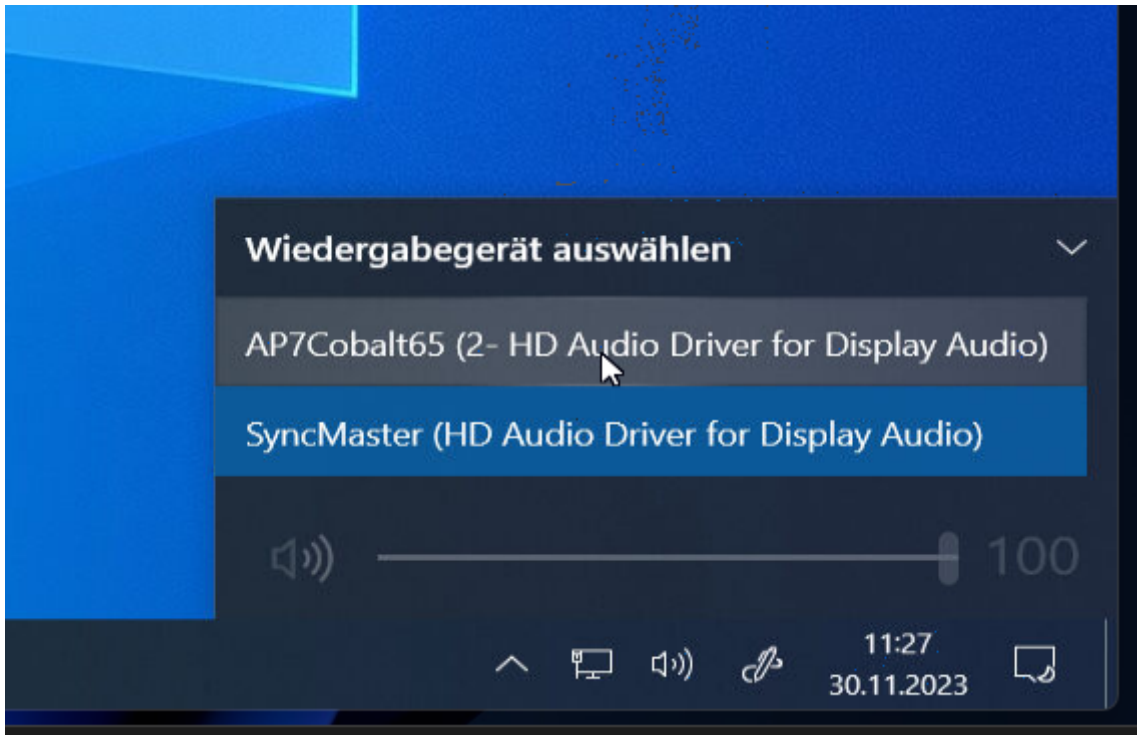 Wiedergabegerät auswählen
AP7Cobalt65 (2- HD Audio Driver for Display Audio)
SyncMaster (HD Audio Driver for Display Audio)
100
11:27
30.11.2023